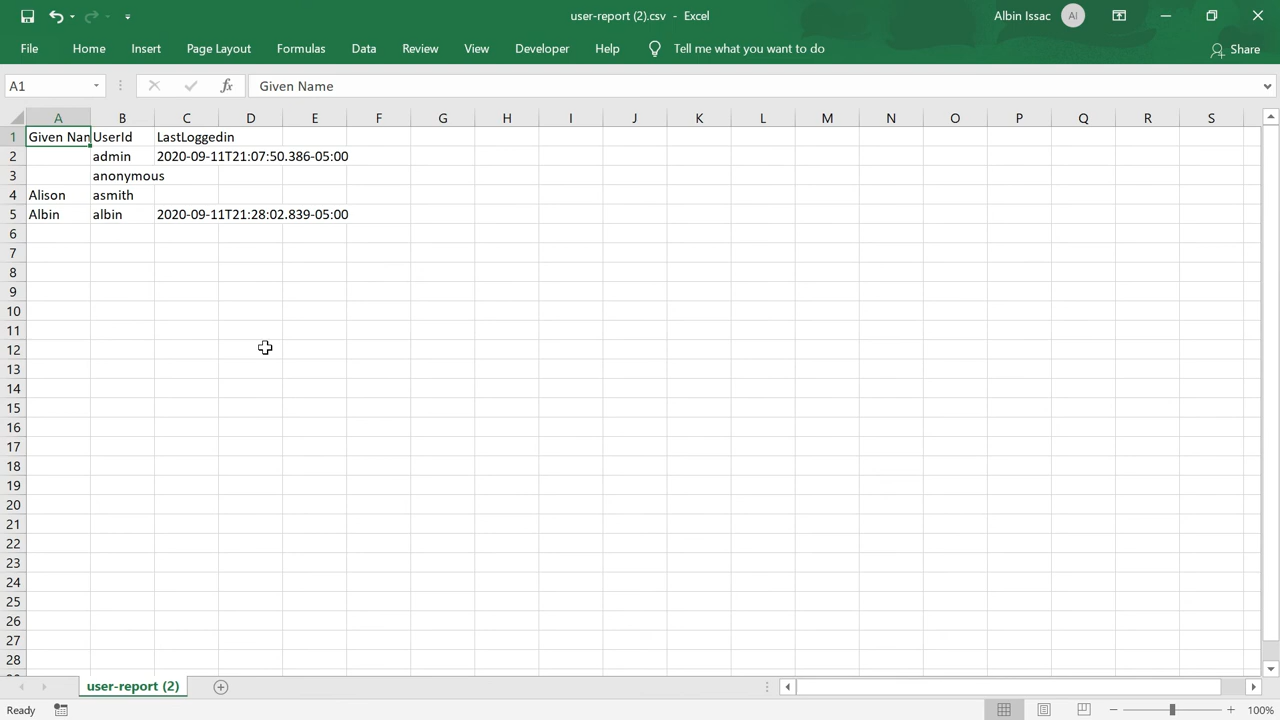 user-report (2).csv - Excel
Albin Issac AI
File Home Insert Page Layout Formulas Data Review View Developer Help Tell me what you want to do Share
A1 fx Given Name
A B C D E F G H I J K L M N O P Q R S
1 Given Nan UserId LastLoggedin
2 admin 2020-09-11T21:07:50.386-05:00
3 anonymous
4 Alison asmith
5 Albin albin 2020-09-11T21:28:02.839-05:00
6
7
8
9
10
11
12
13
14
15
16
17
18
19
20
21
22
23
24
25
26
27
28
user-report (2)
Ready 100%